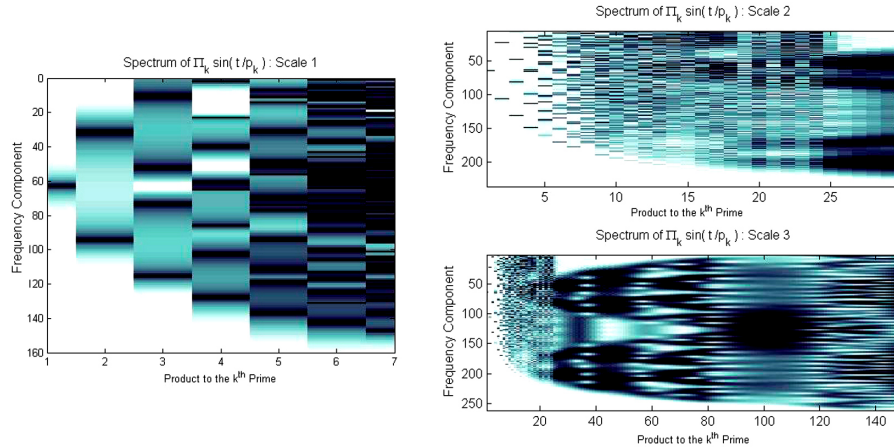 Spectrum of Π_k sin( t /p_k ) : Scale 1
Frequency Component
0
20
40
60
80
100
120
140
160
1 2 3 4 5 6 7
Product to the k^th Prime
Spectrum of Π_k sin( t /p_k ) : Scale 2
Frequency Component
50
100
150
200
5 10 15 20 25
Product to the k^th Prime
Spectrum of Π_k sin( t /p_k ) : Scale 3
Frequency Component
50
100
150
200
250
20 40 60 80 100 120 140
Product to the k^th Prime